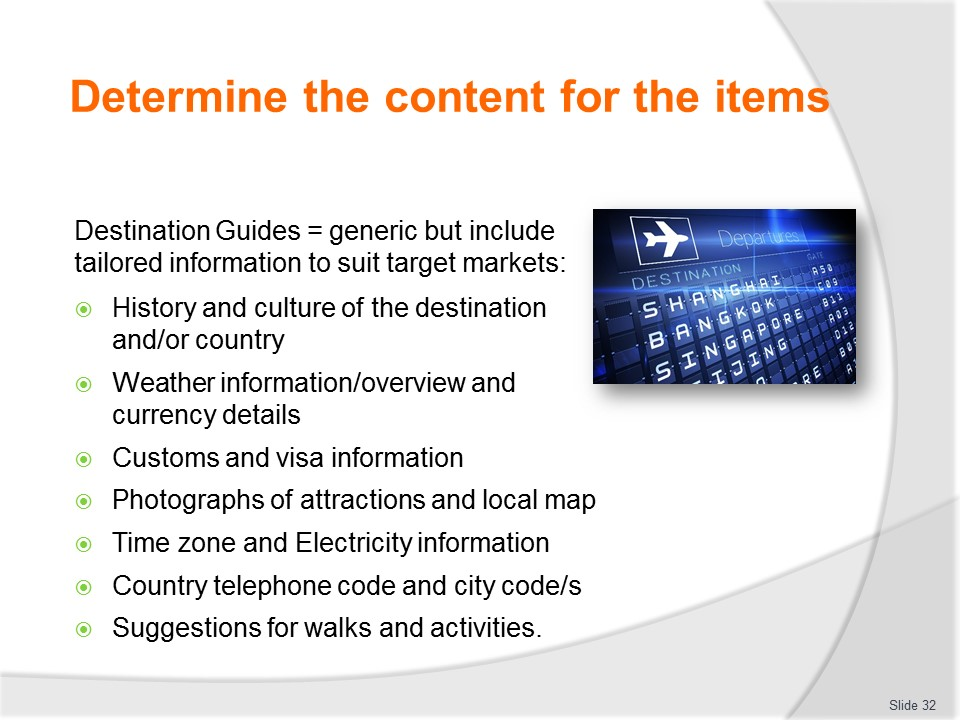 Determine the content for the items
Destination Guides = generic but include
tailored information to suit target markets:
History and culture of the destination
and/or country
Weather information/overview and
currency details
Customs and visa information
Photographs of attractions and local map
Time zone and Electricity information
Country telephone code and city code/s
Suggestions for walks and activities.
Departures
DESTINATION GATE
SHANGHAI A50
BANGKOK C09
SINGAPORE B11
IJING A03
D12
B05
Slide 32